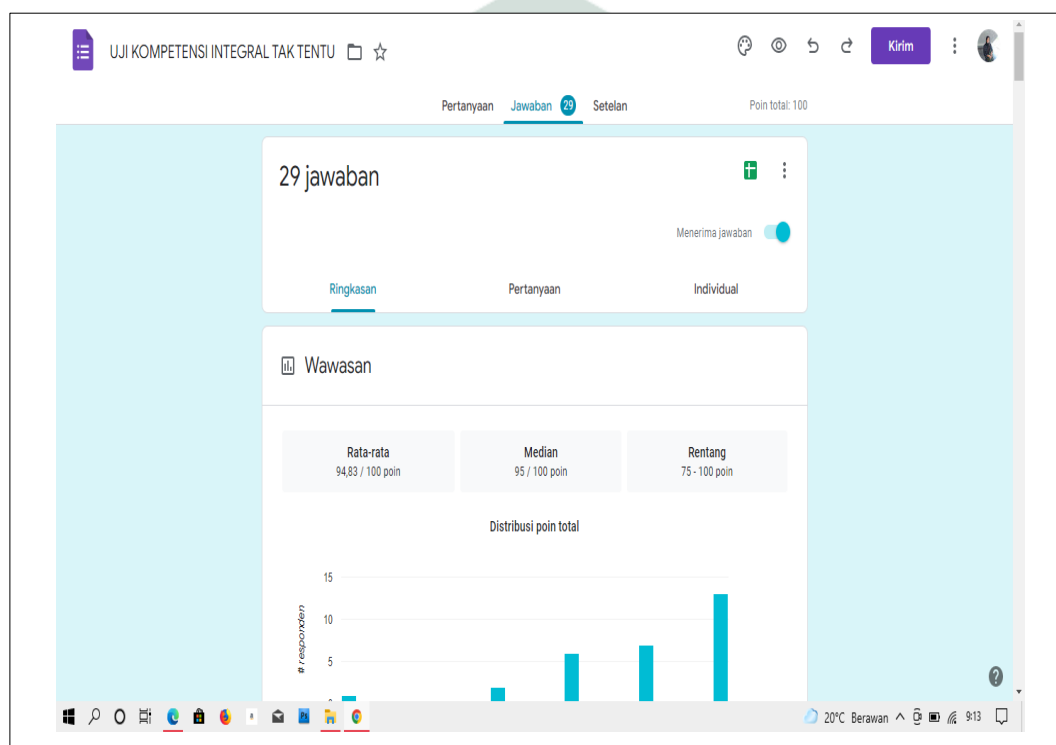 UJI KOMPETENSI INTEGRAL TAK TENTU
Kirim
Pertanyaan Jawaban 29 Setelan Poin total: 100
29 jawaban
Menerima jawaban
Ringkasan Pertanyaan Individual
Wawasan
Rata-rata Median Rentang
94,83 / 100 poin 95 / 100 poin 75 - 100 poin
Distribusi poin total
15
# responden
10
5
20°C Berawan 9:13